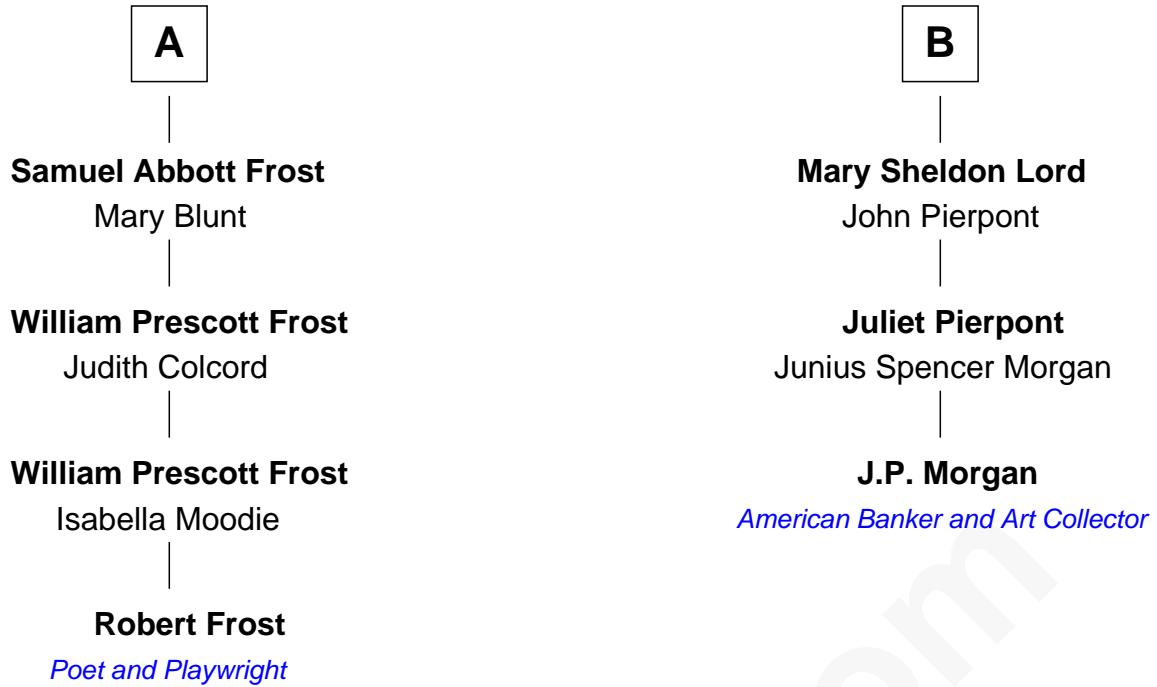 A
Samuel Abbott Frost
Mary Blunt
William Prescott Frost
Judith Colcord
William Prescott Frost
Isabella Moodie
Robert Frost
Poet and Playwright
B
Mary Sheldon Lord
John Pierpont
Juliet Pierpont
Junius Spencer Morgan
J.P. Morgan
American Banker and Art Collector
om